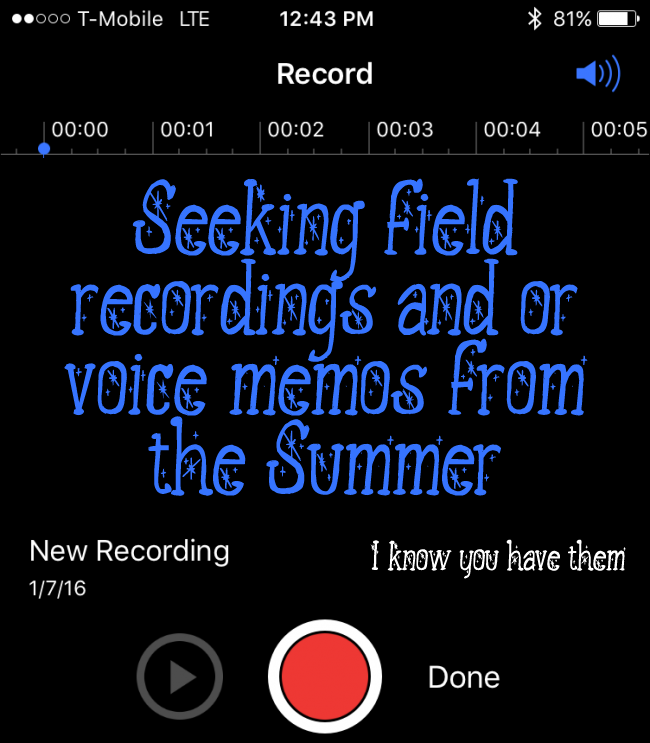 T-Mobile LTE 12:43 PM 81%
Record
00:00 00:01 00:02 00:03 00:04 00:05
Seeking field
recordings and or
voice memos from
the Summer
New Recording
I know you have them
1/7/16
Done